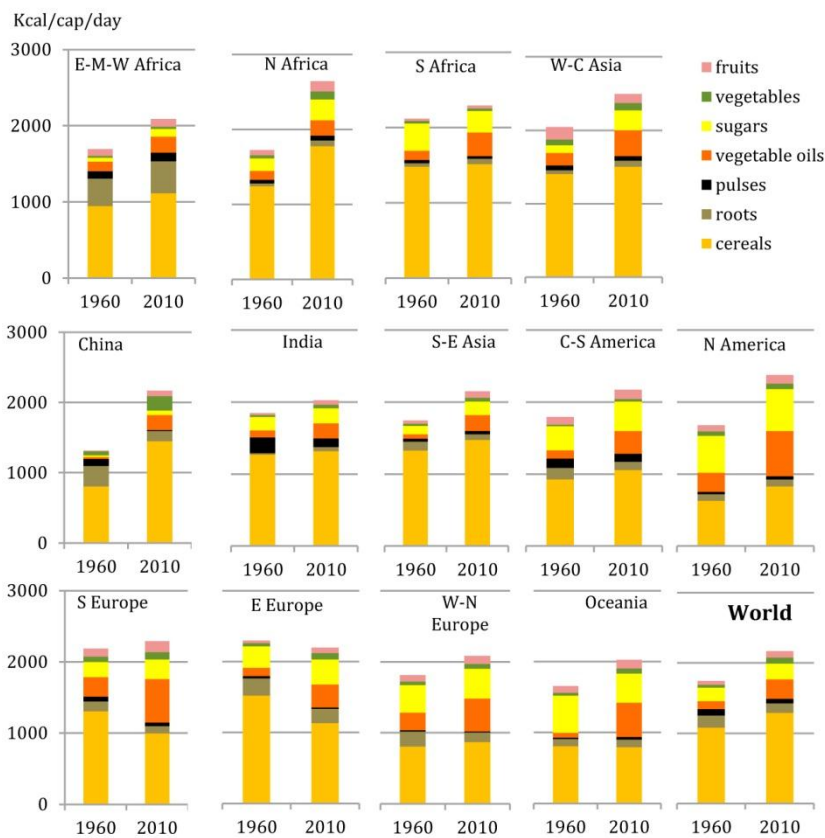 Kcal/cap/day
3000
E-M-W Africa
N Africa
S Africa
W-C Asia
2000
1000
0
1960 2010
1960 2010
1960 2010
1960 2010
fruits
vegetables
sugars
vegetable oils
pulses
roots
cereals
3000
China
India
S-E Asia
C-S America
N America
2000
1000
0
1960 2010
1960 2010
1960 2010
1960 2010
1960 2010
3000
S Europe
E Europe
W-N
Europe
Oceania
World
2000
1000
0
1960 2010
1960 2010
1960 2010
1960 2010
1960 2010